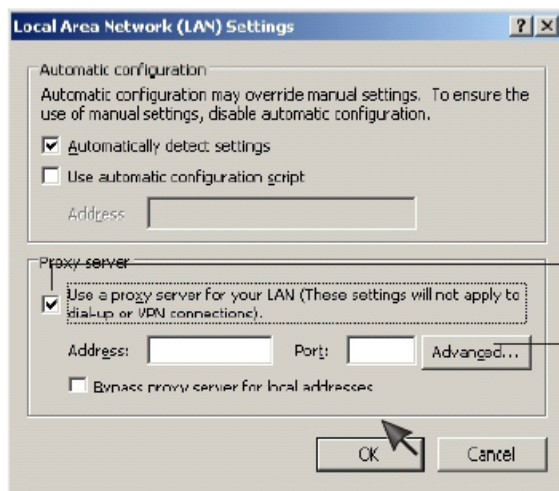 Local Area Network (LAN) Settings
Automatic configuration
Automatic configuration may override manual settings. To ensure the
use of manual settings, disable automatic configuration.
Automatically detect settings
Use automatic configuration script
Address
Proxy server
Use a proxy server for your LAN (These settings will not apply to
dial-up or VPN connections).
Address: Port: Advanced...
Bypass proxy server for local addresses
OK Cancel